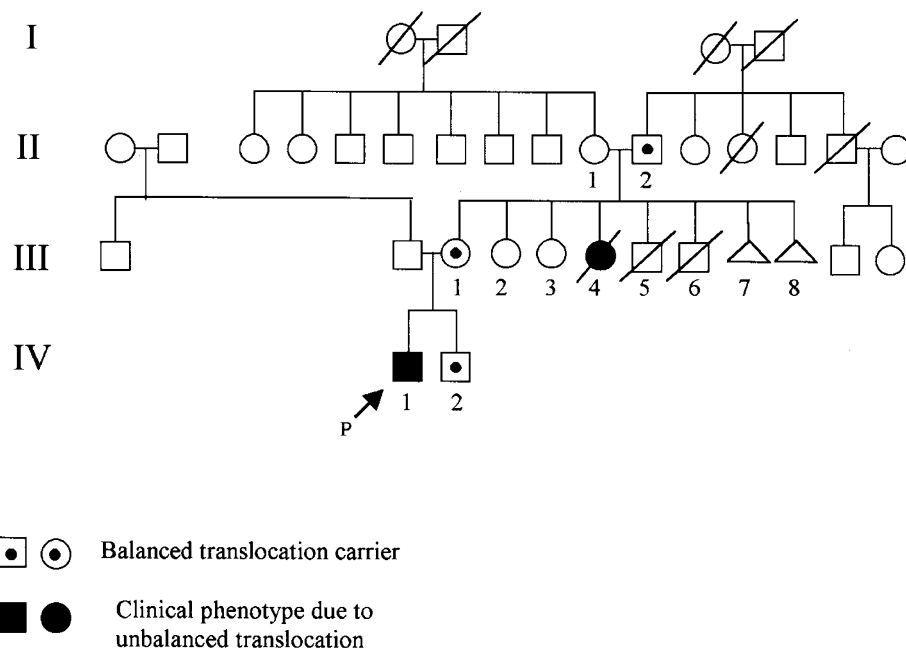 I
II
1 2
III
1 2 3 4 5 6 7 8
IV
1 2
P
Balanced translocation carrier
Clinical phenotype due to
unbalanced translocation